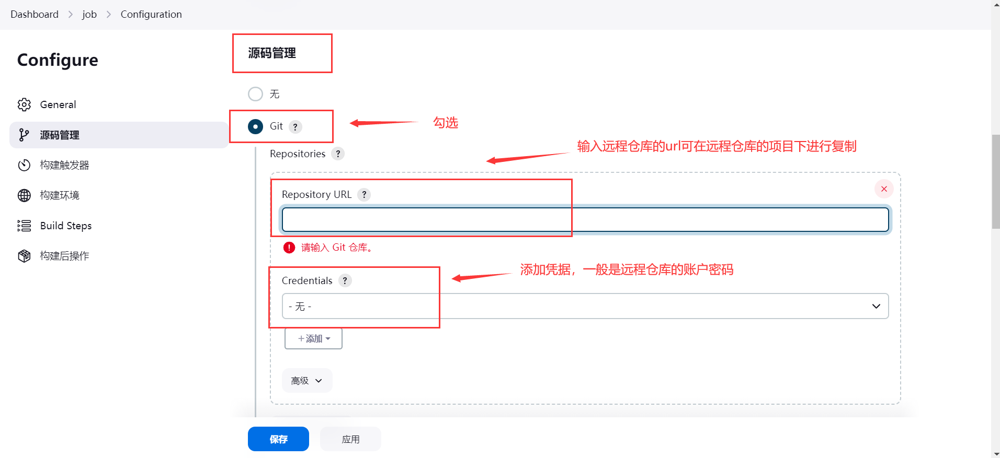 Dashboard > job > Configuration
Configure
General
源码管理
构建触发器
构建环境
Build Steps
构建后操作
源码管理
无
Git ?
勾选
Repositories ?
输入远程仓库的url可在远程仓库的项目下进行复制
Repository URL ?
请输入 Git 仓库。
Credentials ?
添加凭据，一般是远程仓库的账户密码
- 无 -
+添加
高级
保存
应用